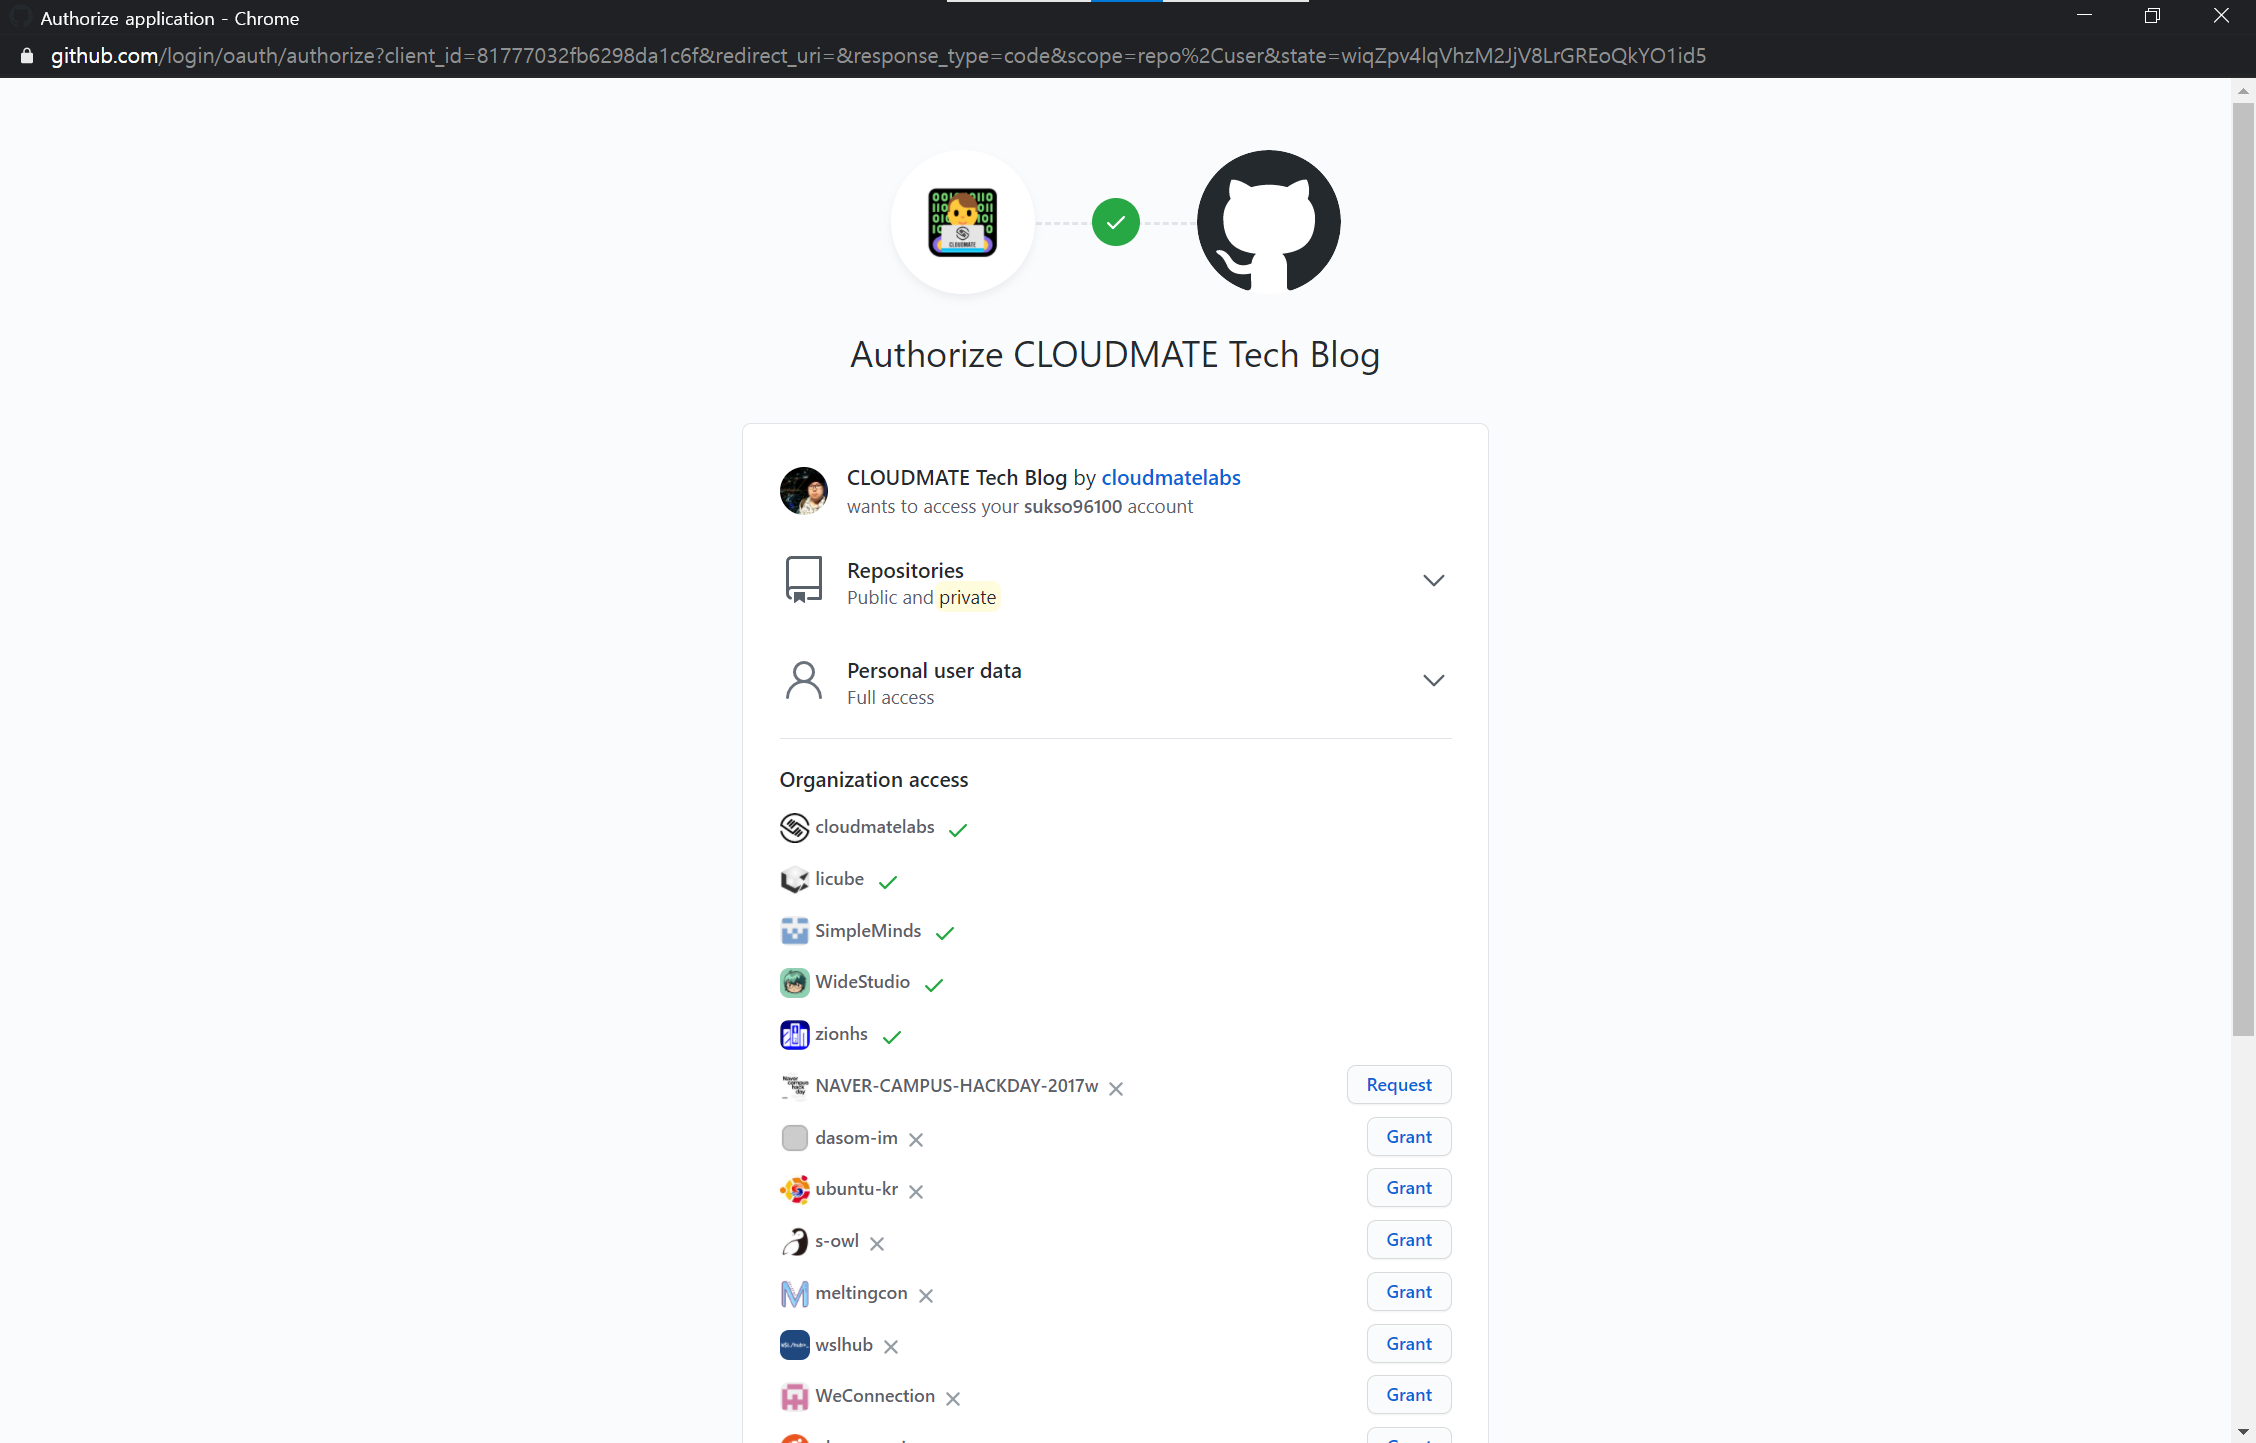 Authorize application - Chrome
github.com/login/oauth/authorize?client_id=81777032fb6298da1c6f&redirect_uri=&response_type=code&scope=repo%2Cuser&state=wiqZpv4lqVhzM2JjV8LrGREoQkYO1id5
CLOUDMATE
Authorize CLOUDMATE Tech Blog
CLOUDMATE Tech Blog by cloudmatelabs
wants to access your sukso96100 account
Repositories
Public and private
Personal user data
Full access
Organization access
cloudmatelabs
licube
SimpleMinds
WideStudio
zionhs
NAVER-CAMPUS-HACKDAY-2017w Request
dasom-im Grant
ubuntu-kr Grant
s-owl Grant
meltingcon Grant
wslhub Grant
WeConnection Grant